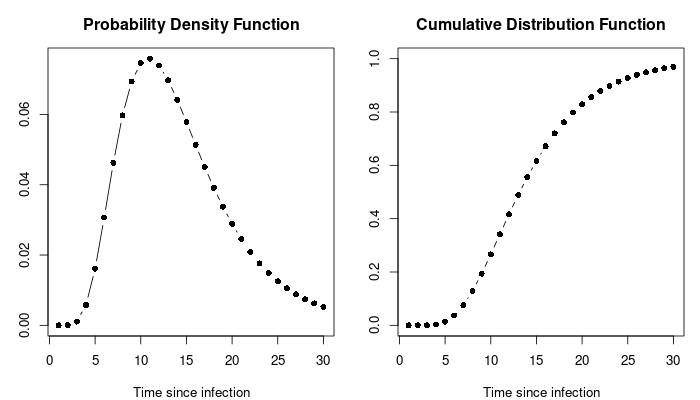 Probability Density Function
0.00 0.02 0.04 0.06
0 5 10 15 20 25 30
Time since infection
Cumulative Distribution Function
0.0 0.2 0.4 0.6 0.8 1.0
0 5 10 15 20 25 30
Time since infection